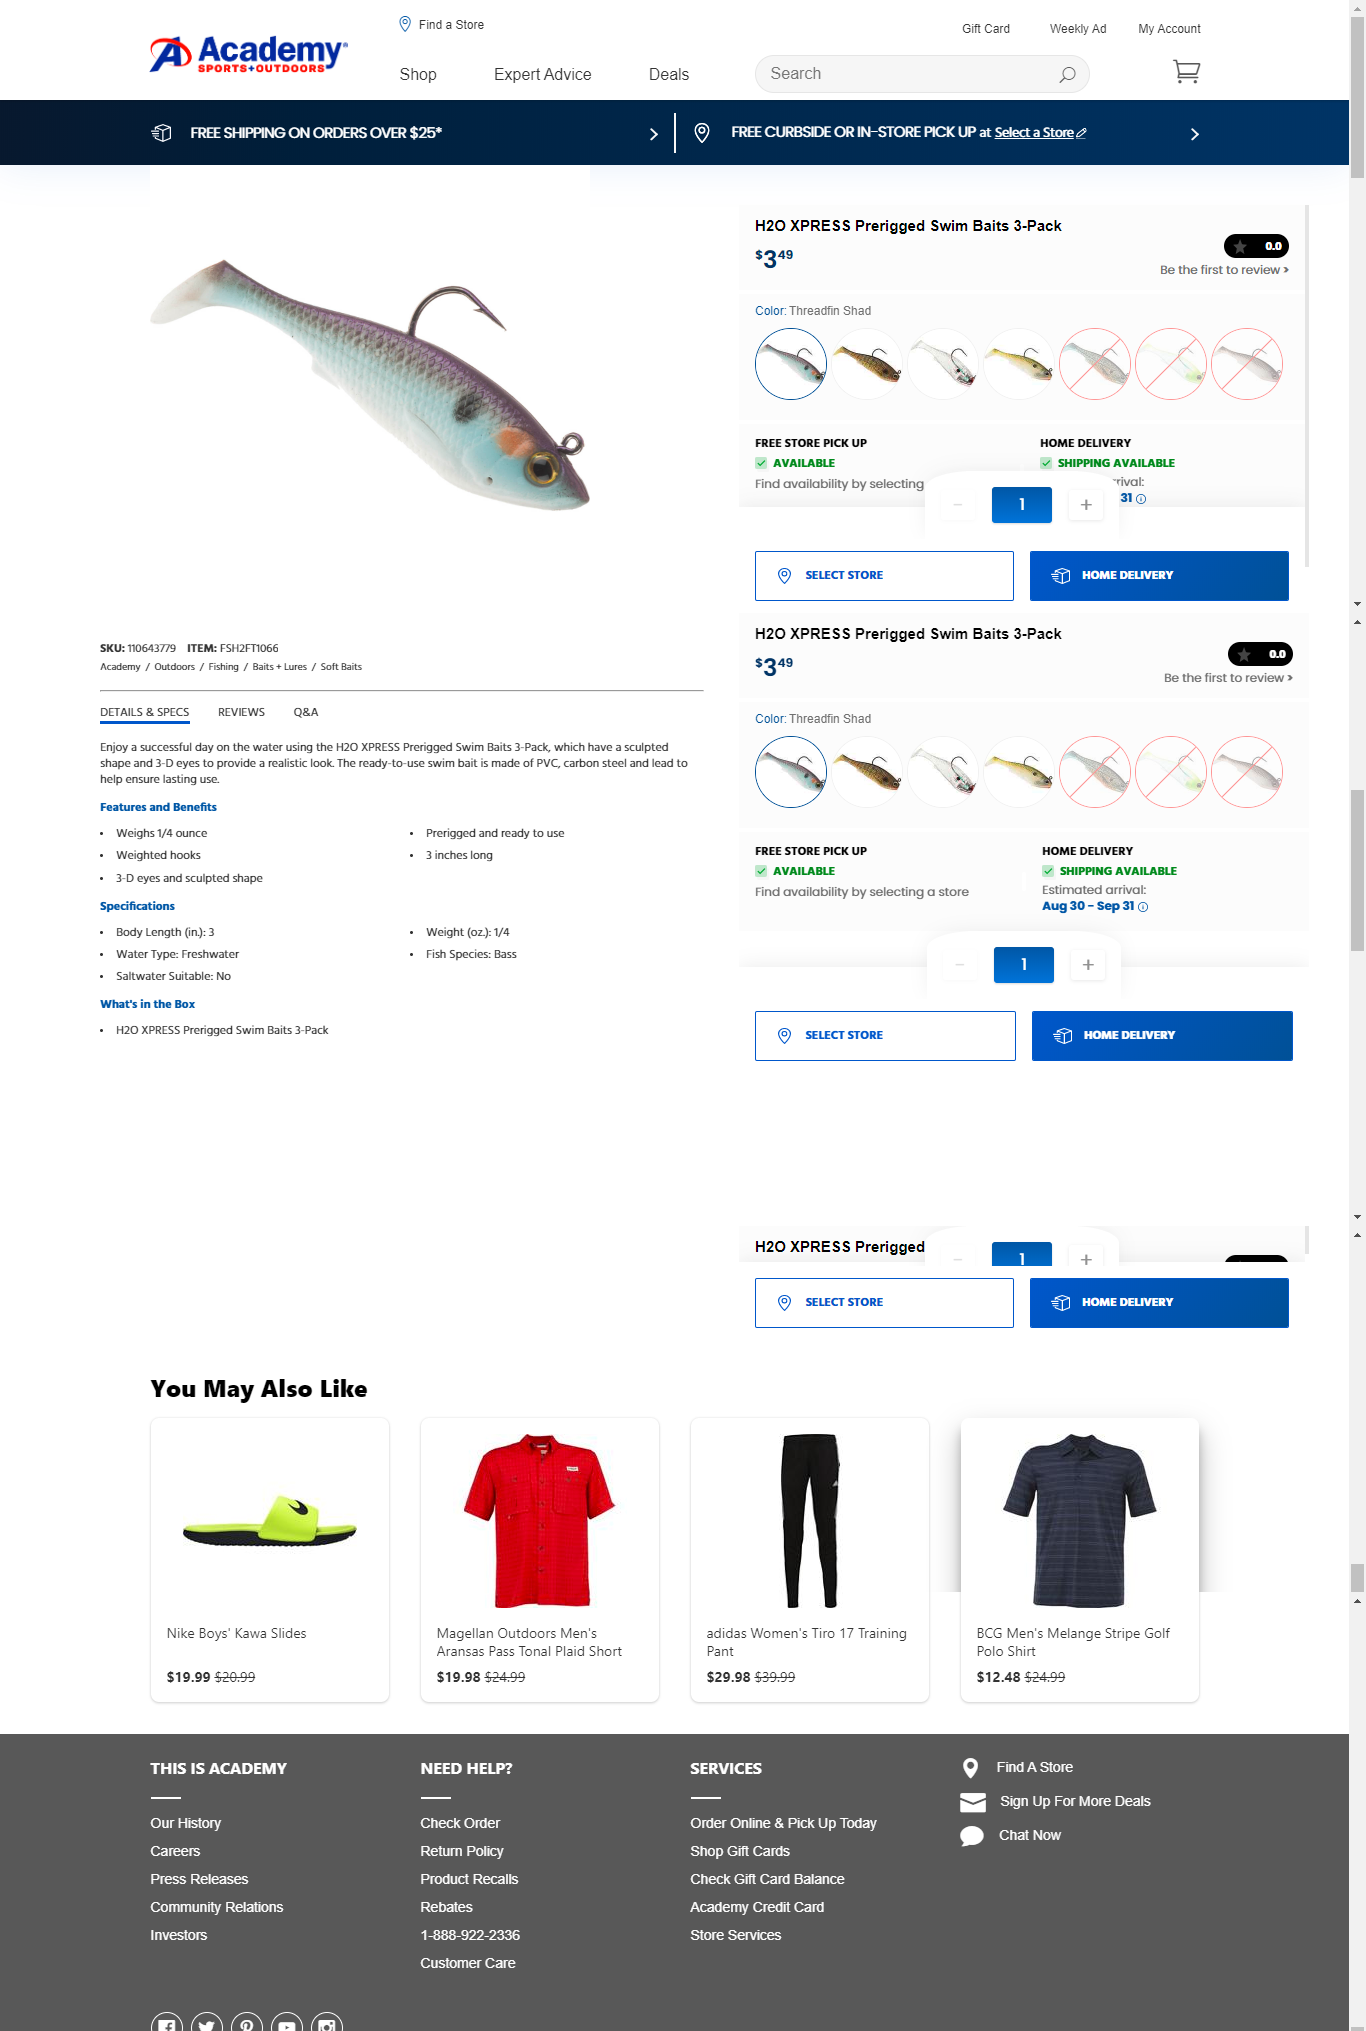 Find a Store
Gift Card
Weekly Ad
My Account
Academy
SPORTS+OUTDOORS
Shop
Expert Advice
Deals
Search
FREE SHIPPING ON ORDERS OVER $25*
FREE CURBSIDE OR IN-STORE PICK UP at Select a Store
H2O XPRESS Prerigged Swim Baits 3-Pack
$3.49
0.0
Be the first to review >
Color: Threadfin Shad
FREE STORE PICK UP
AVAILABLE
Find availability by selecting
HOME DELIVERY
SHIPPING AVAILABLE
rival:
31
- 1 +
SELECT STORE
HOME DELIVERY
H2O XPRESS Prerigged Swim Baits 3-Pack
$3.49
0.0
Be the first to review >
Color: Threadfin Shad
FREE STORE PICK UP
AVAILABLE
Find availability by selecting a store
HOME DELIVERY
SHIPPING AVAILABLE
Estimated arrival:
Aug 30 - Sep 31
- 1 +
SELECT STORE
HOME DELIVERY
SKU: 110643779 ITEM: FSH2FT1066
Academy / Outdoors / Fishing / Baits + Lures / Soft Baits
DETAILS & SPECS
REVIEWS
Q&A
Enjoy a successful day on the water using the H2O XPRESS Prerigged Swim Baits 3-Pack, which have a sculpted
shape and 3-D eyes to provide a realistic look. The ready-to-use swim bait is made of PVC, carbon steel and lead to
help ensure lasting use.
Features and Benefits
• Weighs 1/4 ounce
• Prerigged and ready to use
• Weighted hooks
• 3 inches long
• 3-D eyes and sculpted shape
Specifications
• Body Length (in.): 3
• Weight (oz.): 1/4
• Water Type: Freshwater
• Fish Species: Bass
• Saltwater Suitable: No
What's in the Box
• H2O XPRESS Prerigged Swim Baits 3-Pack
H2O XPRESS Prerigged
- 1 +
SELECT STORE
HOME DELIVERY
You May Also Like
Nike Boys' Kawa Slides
$19.99 $20.99
Magellan Outdoors Men's
Aransas Pass Tonal Plaid Short
$19.98 $24.99
adidas Women's Tiro 17 Training
Pant
$29.98 $39.99
BCG Men's Melange Stripe Golf
Polo Shirt
$12.48 $24.99
THIS IS ACADEMY
Our History
Careers
Press Releases
Community Relations
Investors
NEED HELP?
Check Order
Return Policy
Product Recalls
Rebates
1-888-922-2336
Customer Care
SERVICES
Order Online & Pick Up Today
Shop Gift Cards
Check Gift Card Balance
Academy Credit Card
Store Services
Find A Store
Sign Up For More Deals
Chat Now